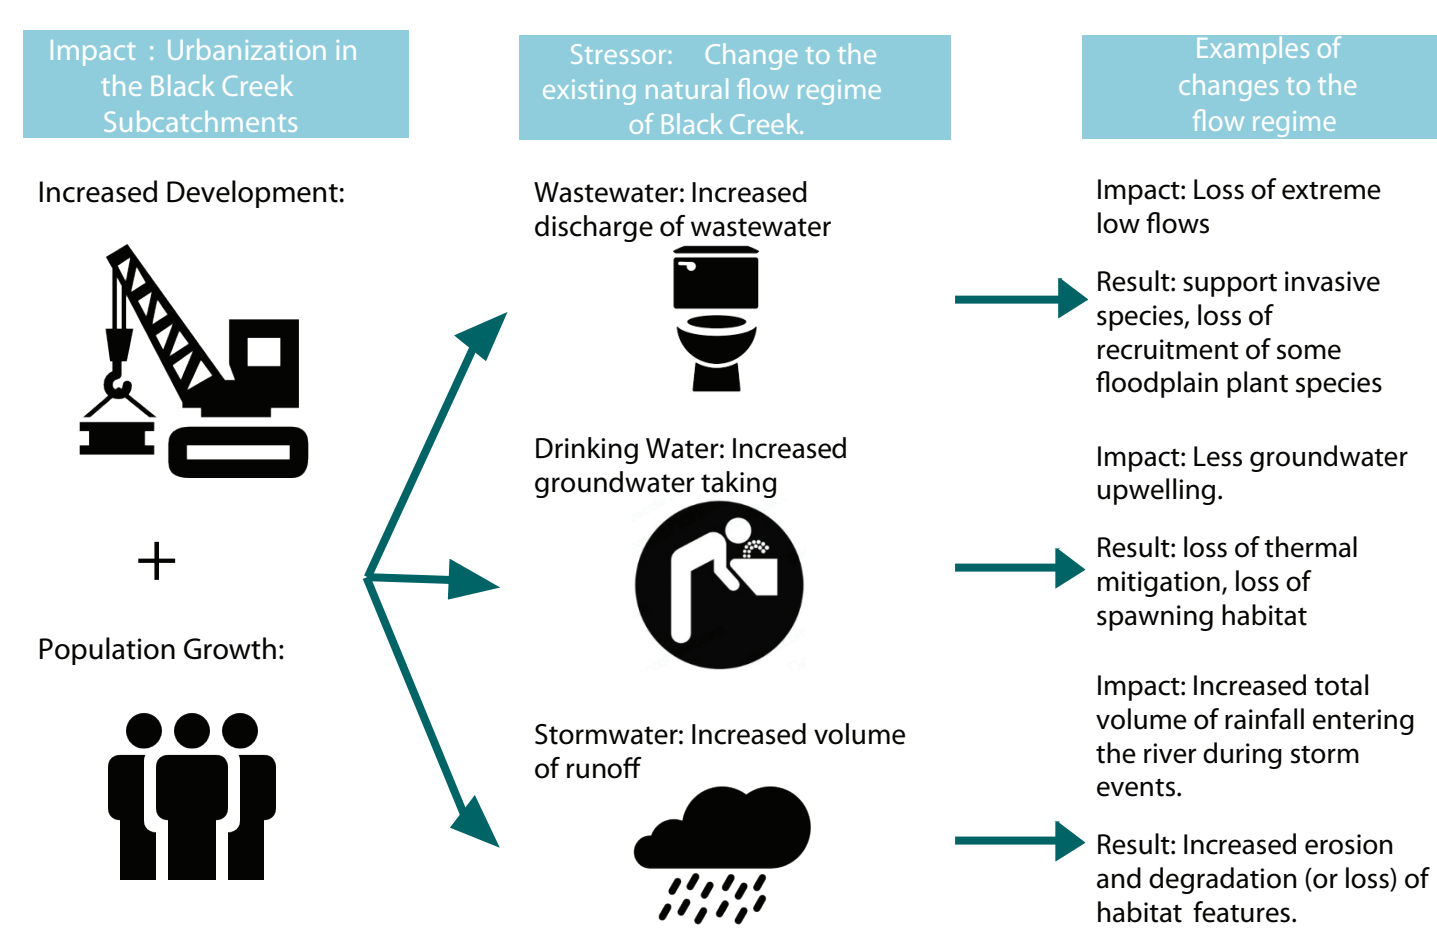 Impact : Urbanization in
the Black Creek
Subcatchments
Increased Development:
+
Population Growth:
Stressor: Change to the
existing natural flow regime
of Black Creek.
Wastewater: Increased
discharge of wastewater
Drinking Water: Increased
groundwater taking
Stormwater: Increased volume
of runoff
Examples of
changes to the
flow regime
Impact: Loss of extreme
low flows
Result: support invasive
species, loss of
recruitment of some
floodplain plant species
Impact: Less groundwater
upwelling.
Result: loss of thermal
mitigation, loss of
spawning habitat
Impact: Increased total
volume of rainfall entering
the river during storm
events.
Result: Increased erosion
and degradation (or loss) of
habitat features.